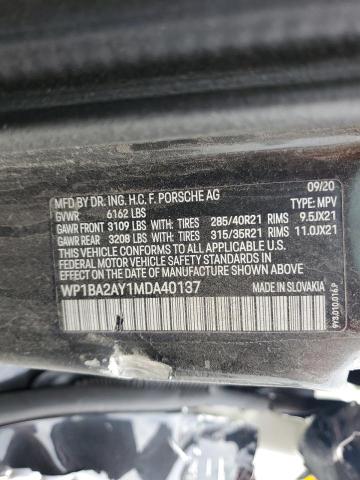 MFD BY DR. ING. H.C. F. PORSCHE AG 09/20
GVWR 6162 LBS TYPE: MPV
GAWR FRONT 3109 LBS WITH: TIRES 285/40R21 RIMS 9.5JX21
GAWR REAR 3208 LBS WITH: TIRES 315/35R21 RIMS 11.0JX21
THIS VEHICLE CONFORMS TO ALL APPLICABLE U.S.
FEDERAL MOTOR VEHICLE SAFETY STANDARDS IN
EFFECT ON THE DATE OF MANUFACTURE SHOWN ABOVE.
WP1BA2AY1MDA40137 MADE IN SLOVAKIA
9Y3.010.016.P